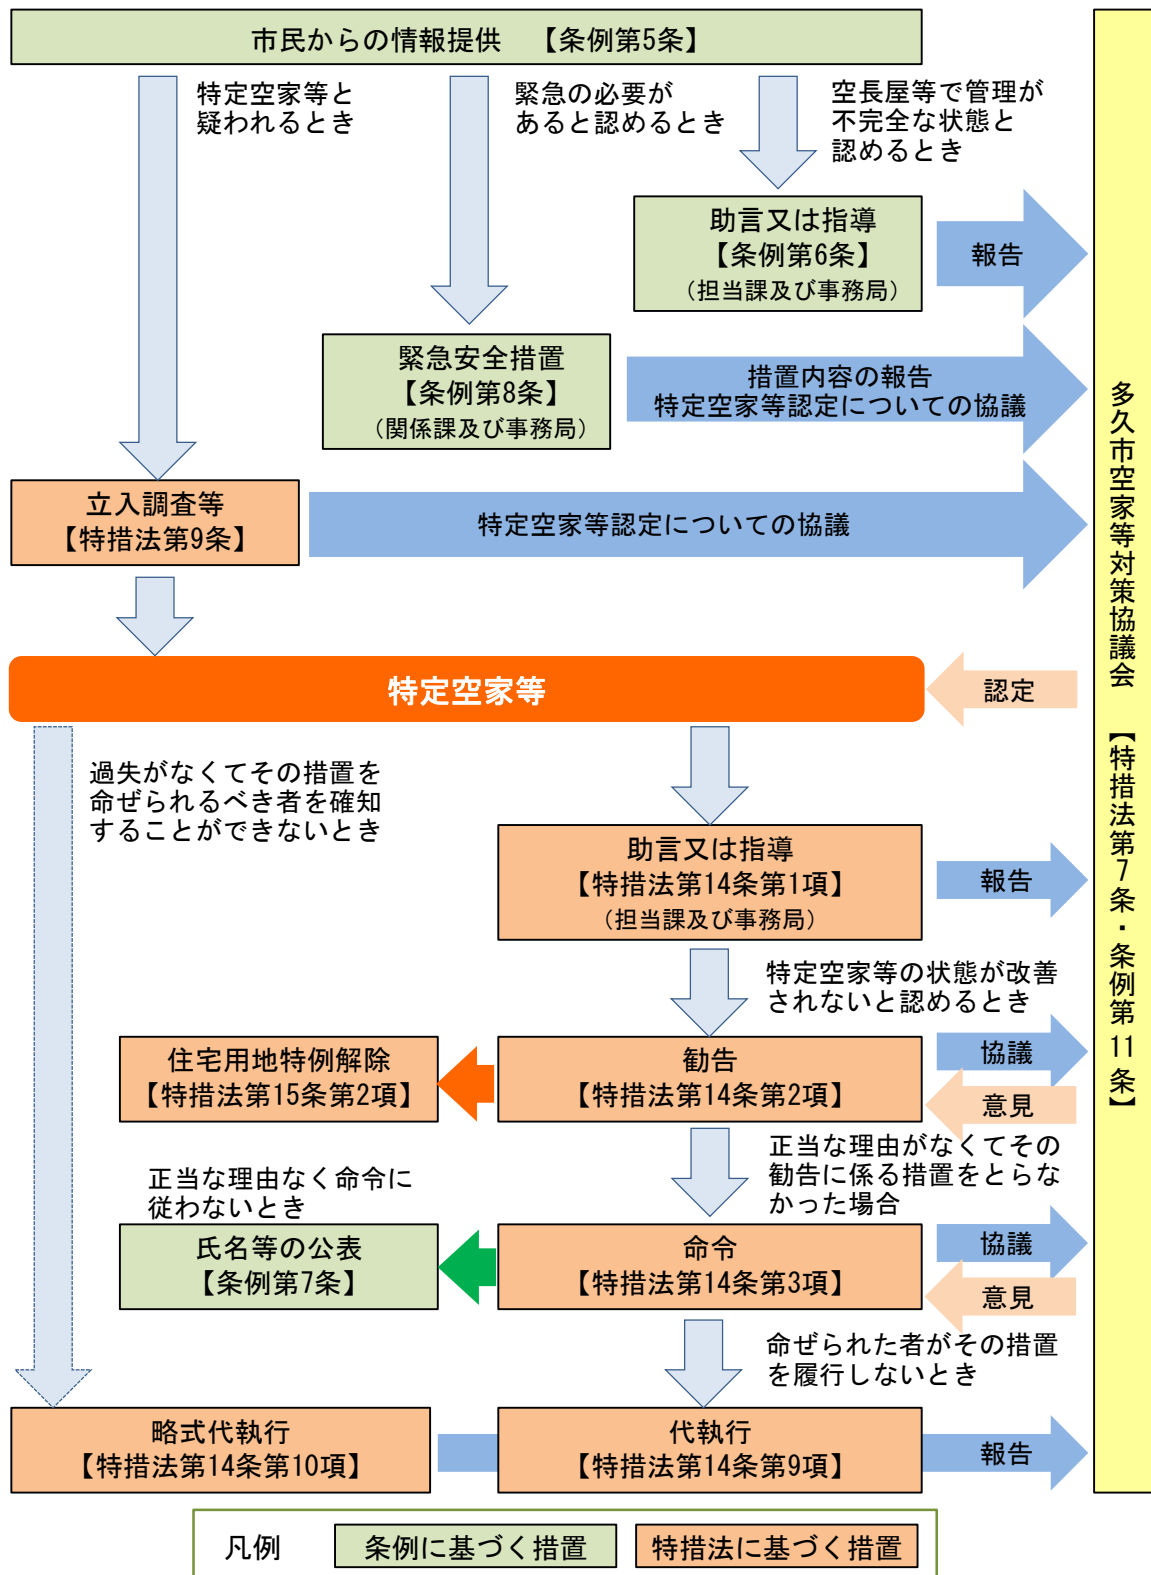 市民からの情報提供　【条例第5条】
特定空家等と
疑われるとき
緊急の必要が
あると認めるとき
空長屋等で管理が
不完全な状態と
認めるとき
助言又は指導
【条例第6条】
（担当課及び事務局）
報告
緊急安全措置
【条例第8条】
（関係課及び事務局）
措置内容の報告
特定空家等認定についての協議
立入調査等
【特措法第9条】
特定空家等認定についての協議
多久市空家等対策協議会　【特措法第7条・条例第11条】
特定空家等
認定
過失がなくてその措置を
命ぜられるべき者を確知
することができないとき
助言又は指導
【特措法第14条第1項】
（担当課及び事務局）
報告
特定空家等の状態が改善
されないと認めるとき
住宅用地特例解除
【特措法第15条第2項】
勧告
【特措法第14条第2項】
協議
意見
正当な理由なく命令に
従わないとき
正当な理由がなくてその
勧告に係る措置をとらな
かった場合
氏名等の公表
【条例第7条】
命令
【特措法第14条第3項】
協議
意見
命ぜられた者がその措置
を履行しないとき
略式代執行
【特措法第14条第10項】
代執行
【特措法第14条第9項】
報告
凡例
条例に基づく措置
特措法に基づく措置